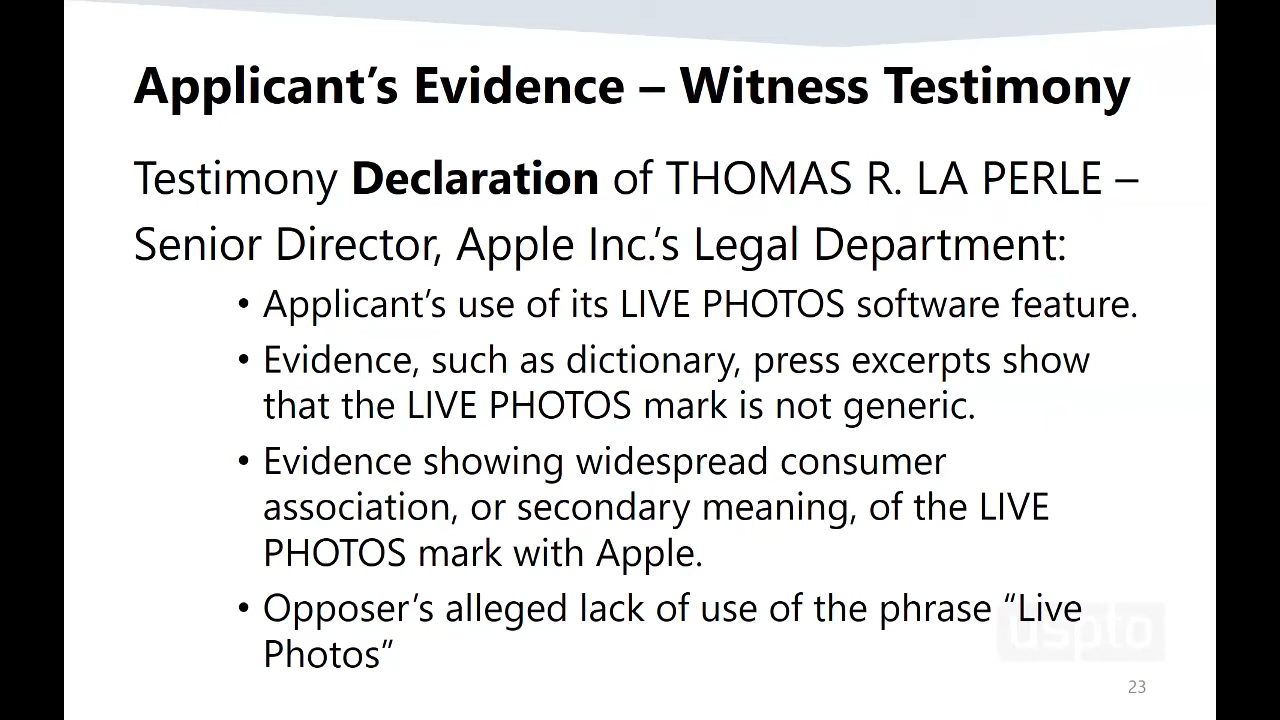 Applicant’s Evidence – Witness Testimony
Testimony Declaration of THOMAS R. LA PERLE –
Senior Director, Apple Inc.’s Legal Department:
• Applicant’s use of its LIVE PHOTOS software feature.
• Evidence, such as dictionary, press excerpts show
that the LIVE PHOTOS mark is not generic.
• Evidence showing widespread consumer
association, or secondary meaning, of the LIVE
PHOTOS mark with Apple.
• Opposer’s alleged lack of use of the phrase “Live
Photos”
uspto
23